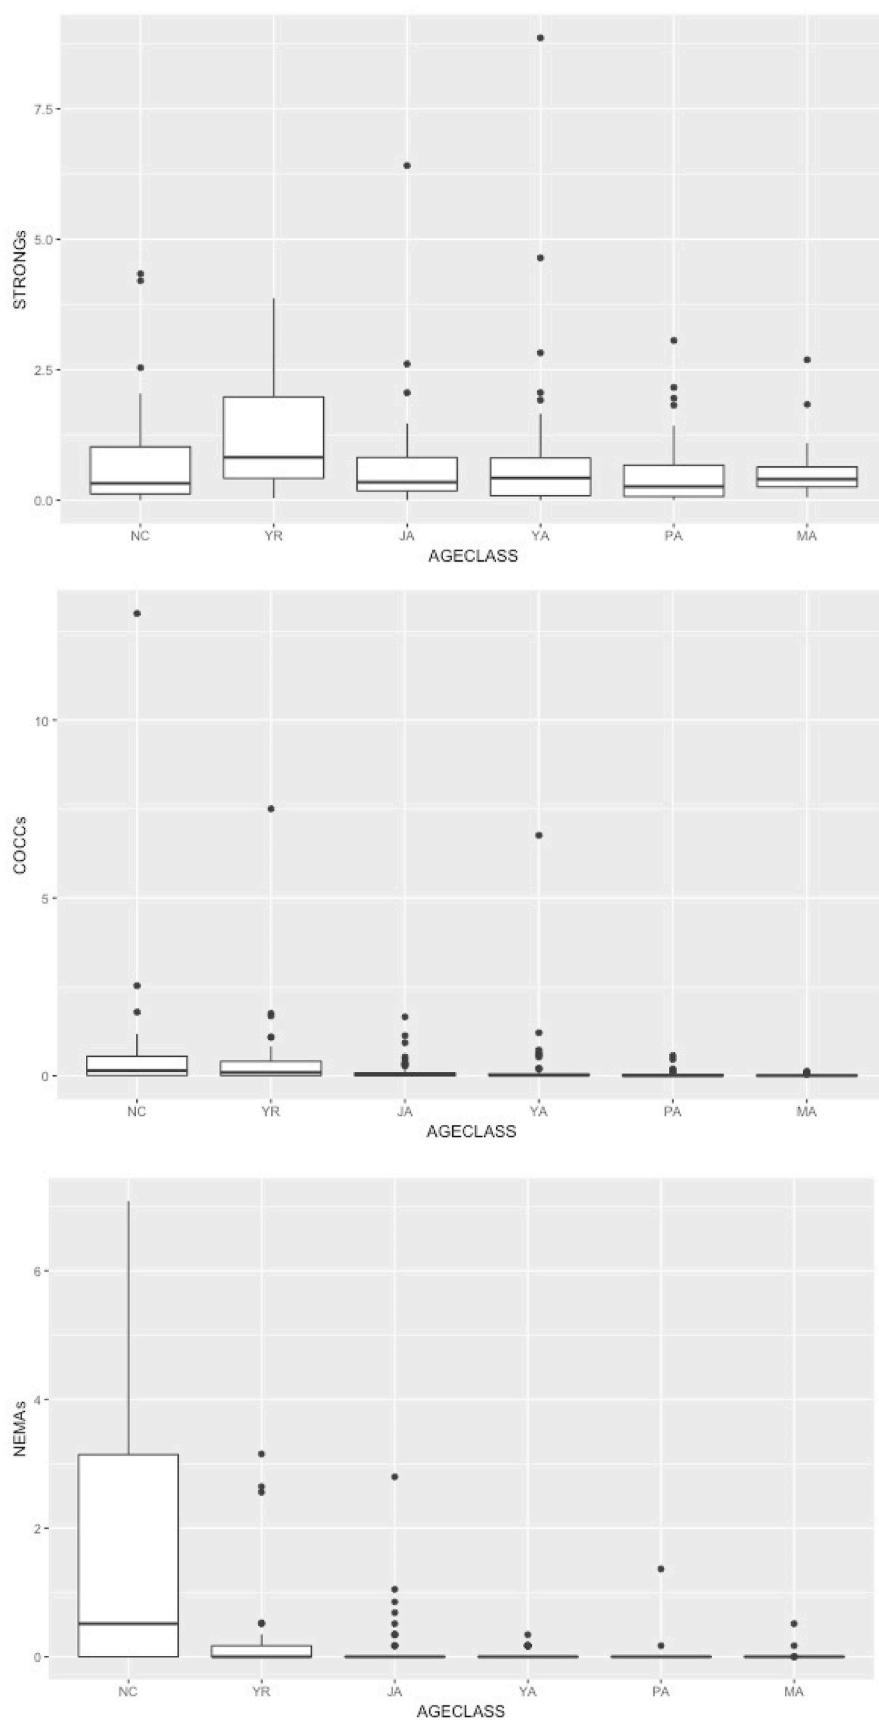 7.5
5.0
2.5
0.0
STRONGs
NC YR JA YA PA MA
AGECLASS
10
5
0
COCCs
NC YR JA YA PA MA
AGECLASS
6
4
2
0
NEMAs
NC YR JA YA PA MA
AGECLASS